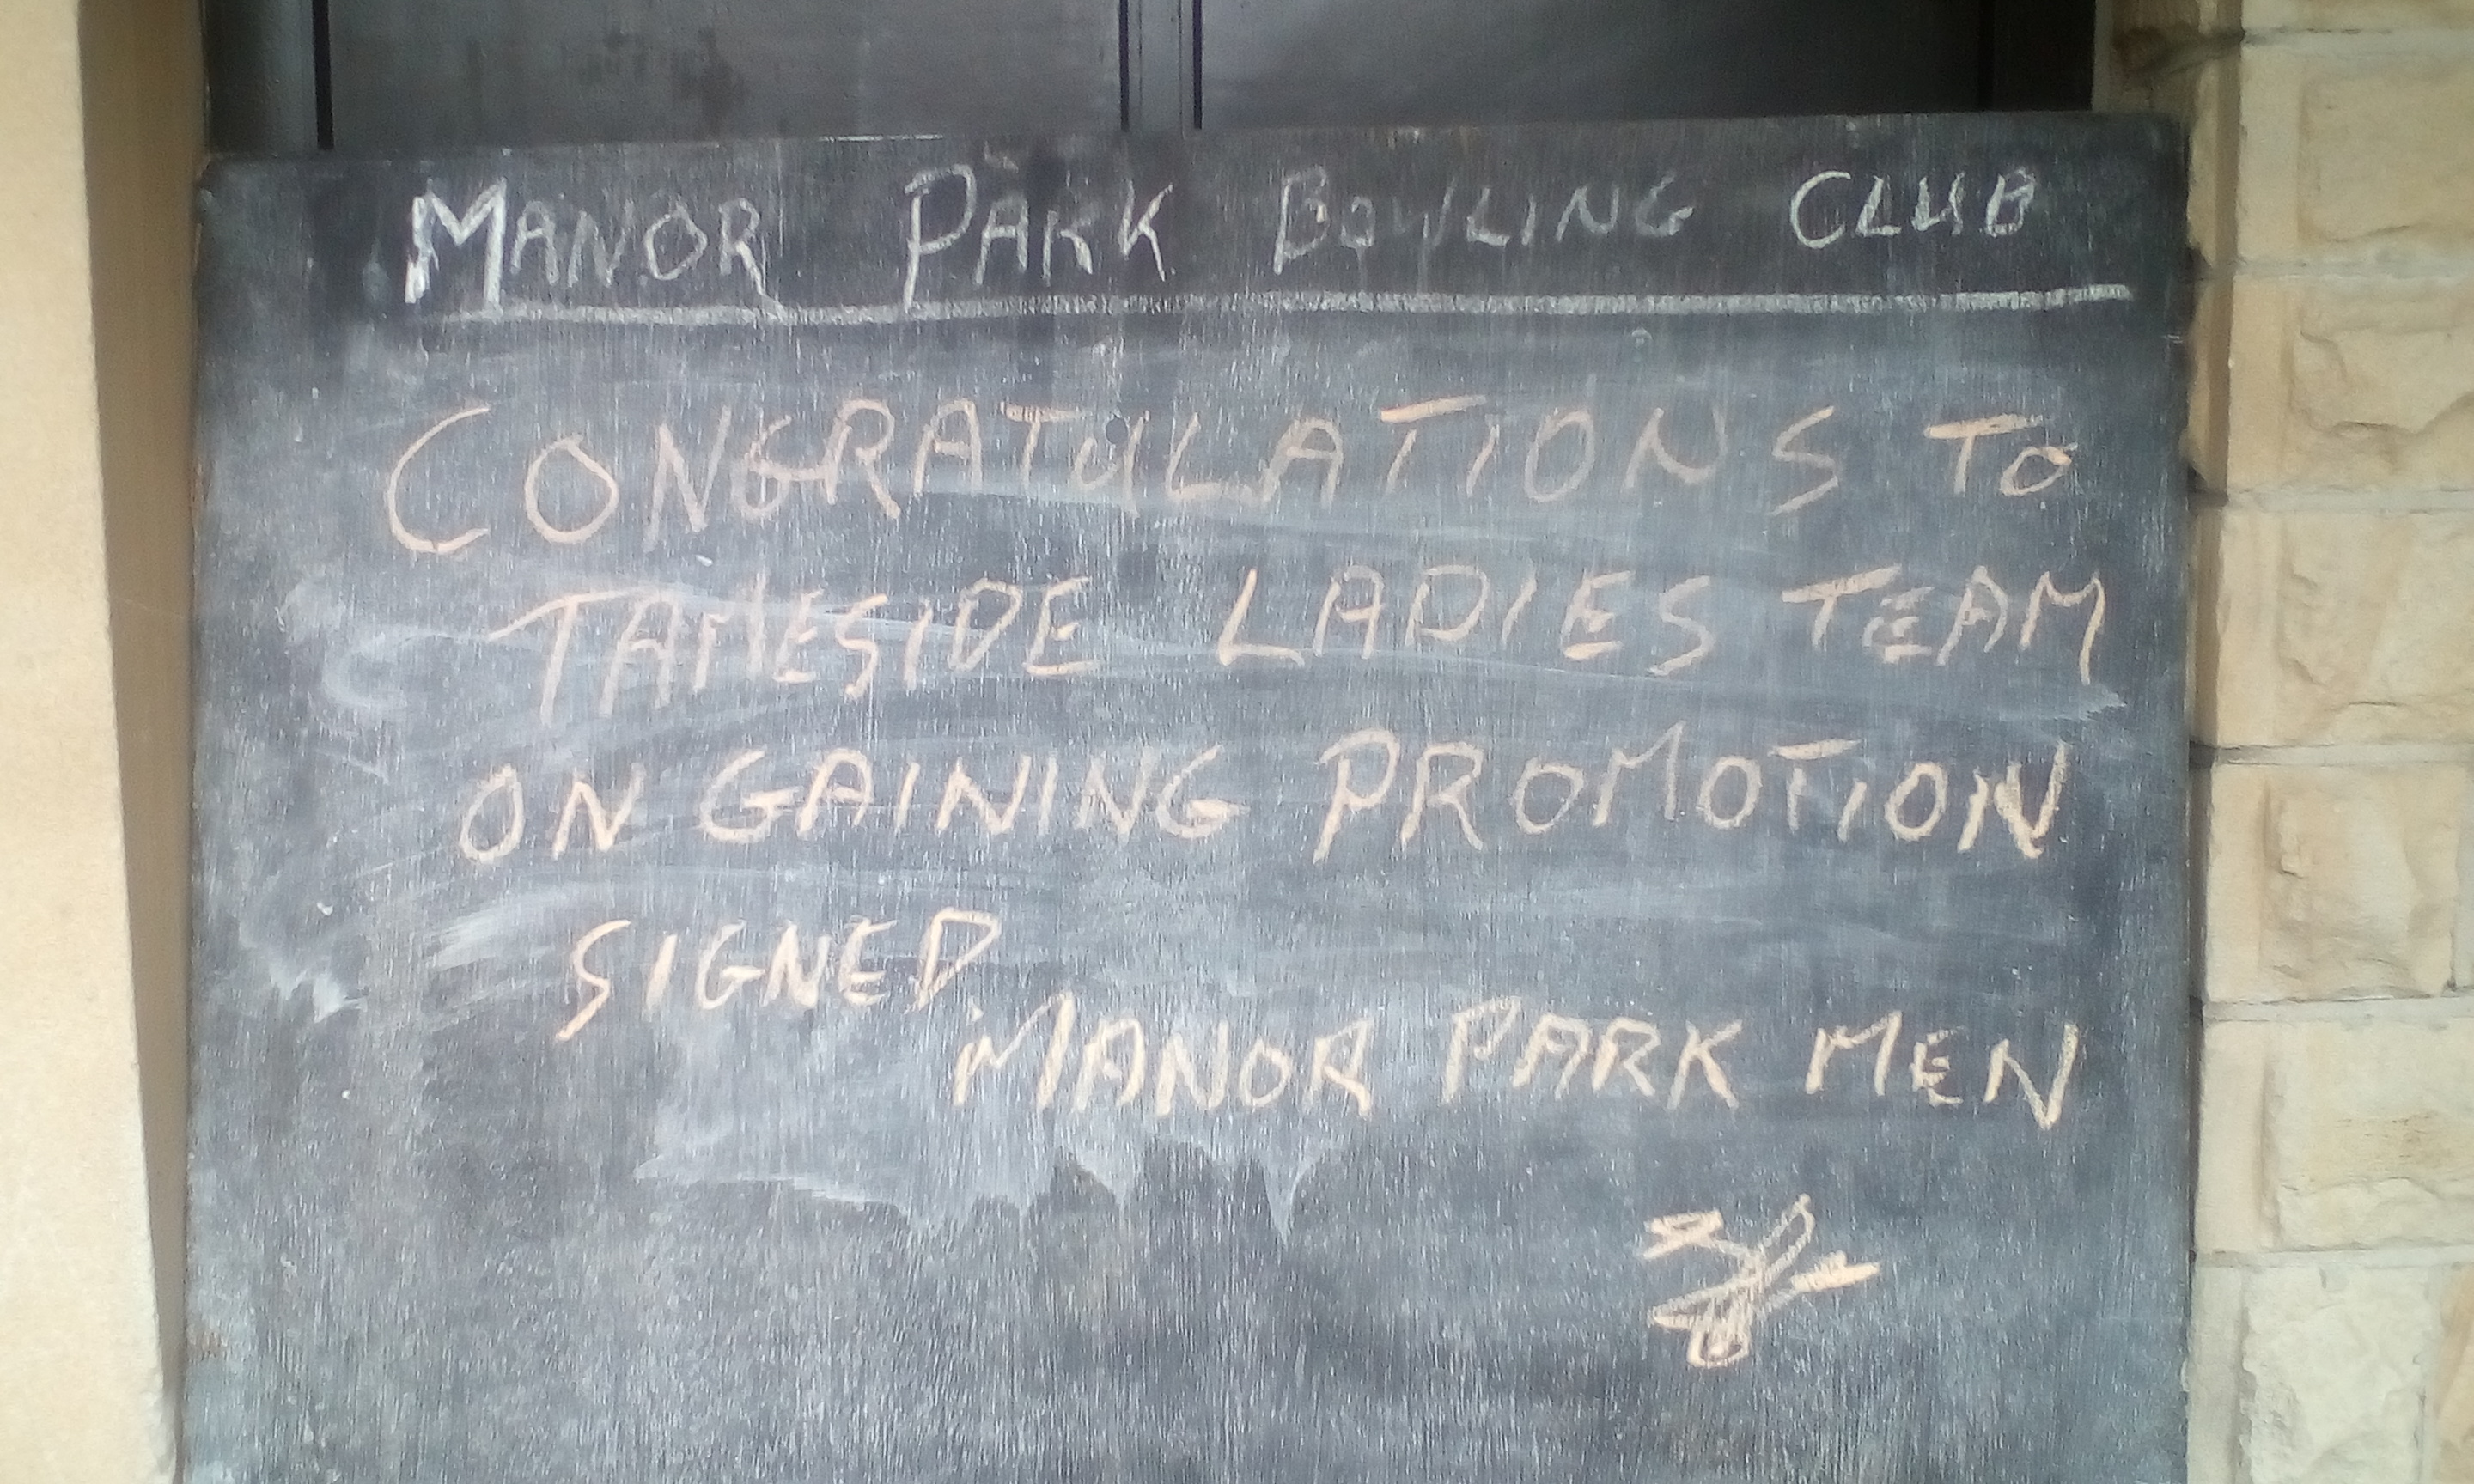 MANOR PARK BOWLING CLUB
CONGRATULATIONS TO
TAMESIDE LADIES TEAM
ON GAINING PROMOTION
SIGNED
MANOR PARK MEN